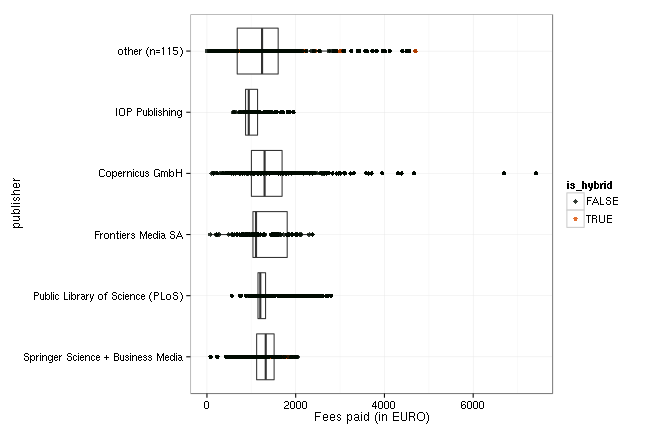 other (n=115)
IOP Publishing
Copernicus GmbH
Frontiers Media SA
Public Library of Science (PLoS)
Springer Science + Business Media
publisher
0 2000 4000 6000
Fees paid (in EURO)
is_hybrid
FALSE
TRUE